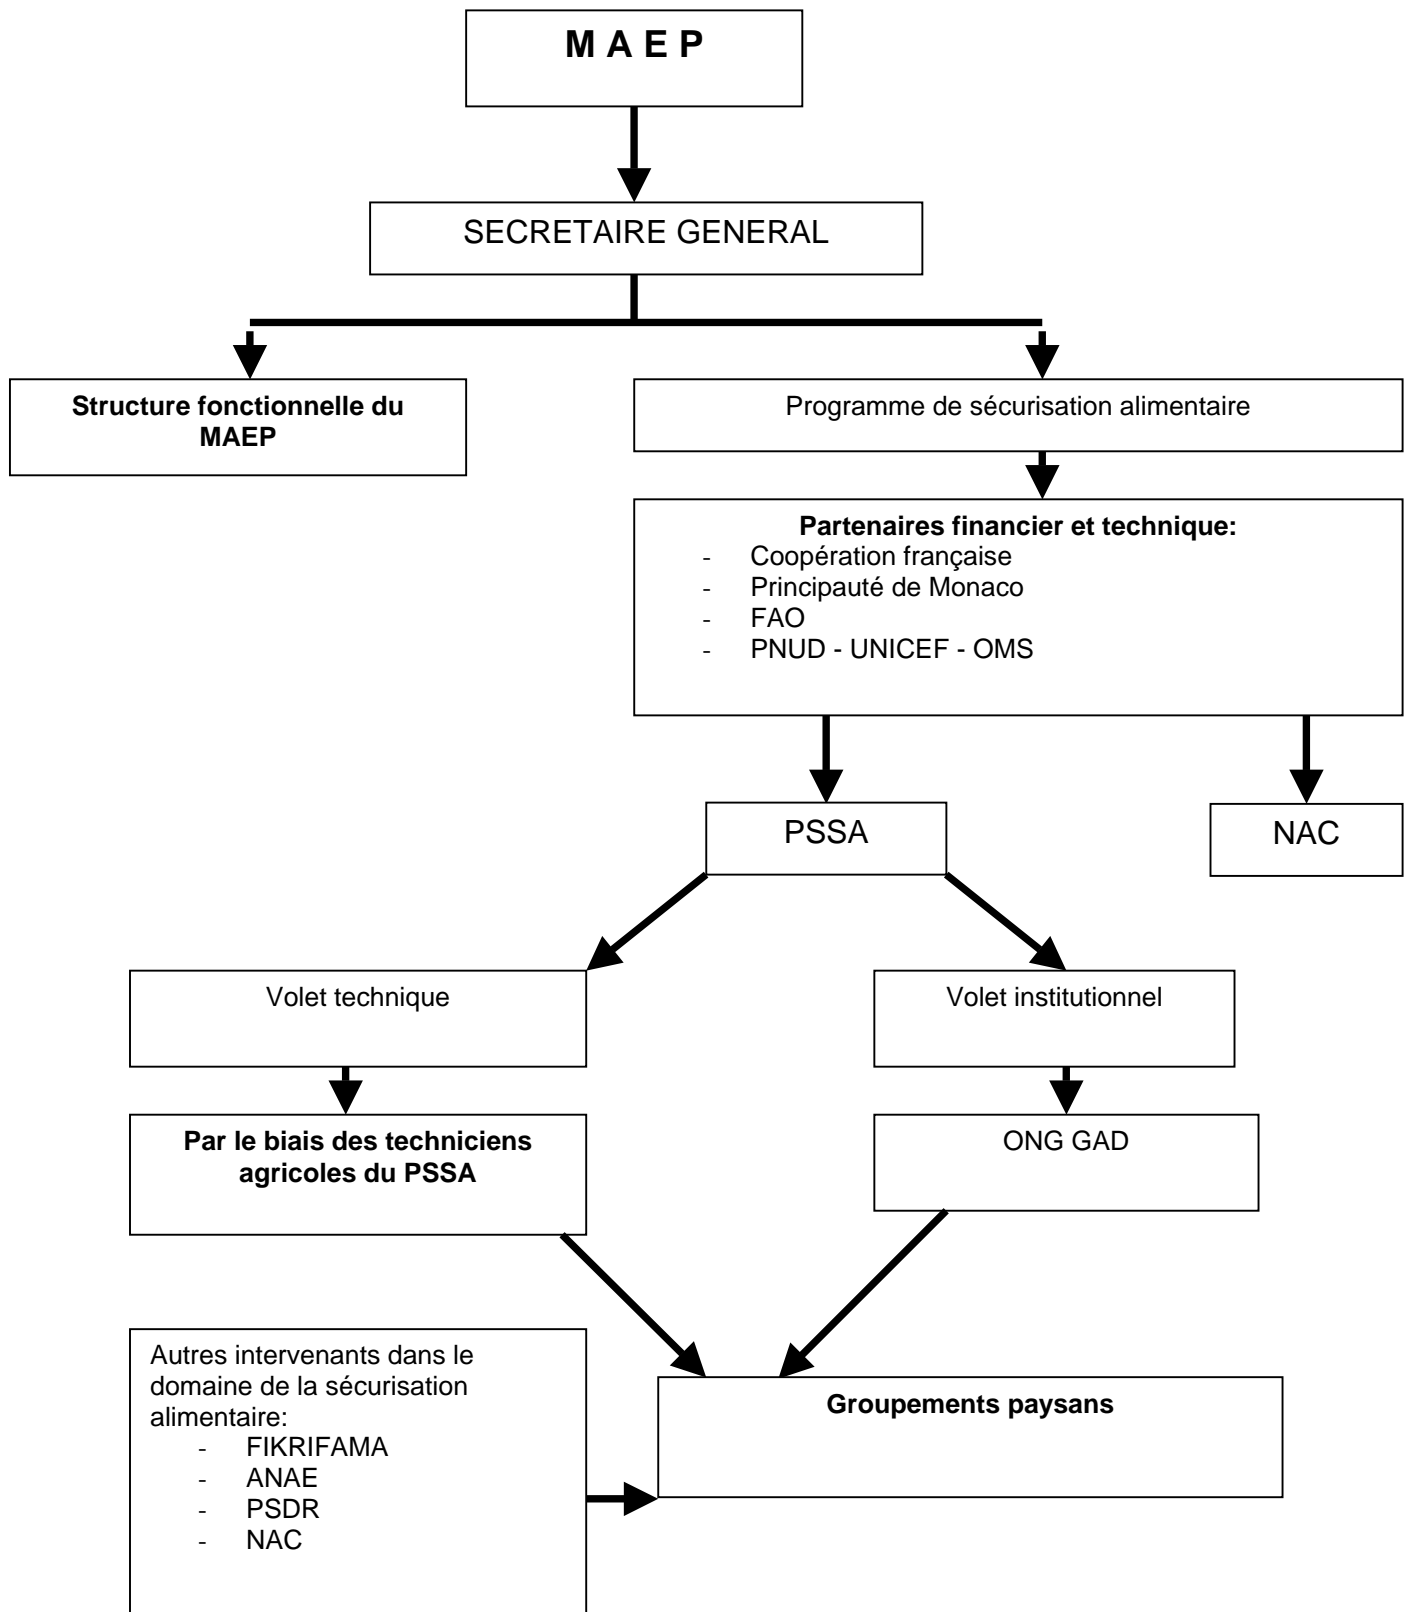 M A E P
SECRETAIRE GENERAL
Structure fonctionnelle du
MAEP
Programme de sécurisation alimentaire
Partenaires financier et technique:
- Coopération française
- Principauté de Monaco
- FAO
- PNUD - UNICEF - OMS
PSSA
NAC
Volet technique
Volet institutionnel
Par le biais des techniciens
agricoles du PSSA
ONG GAD
Autres intervenants dans le
domaine de la sécurisation
alimentaire:
- FIKRIFAMA
- ANAE
- PSDR
- NAC
Groupements paysans